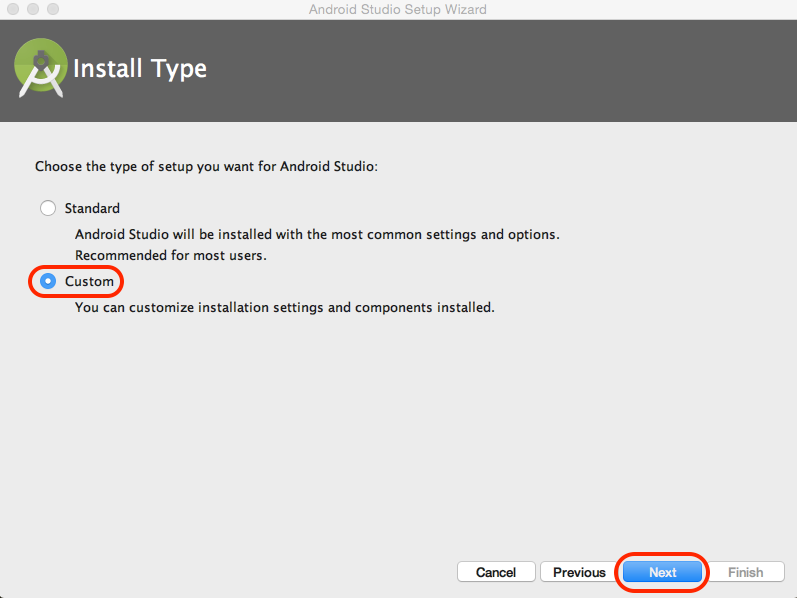 Android Studio Setup Wizard
Install Type
Choose the type of setup you want for Android Studio:
Standard
Android Studio will be installed with the most common settings and options.
Recommended for most users.
Custom
You can customize installation settings and components installed.
Cancel Previous Next Finish